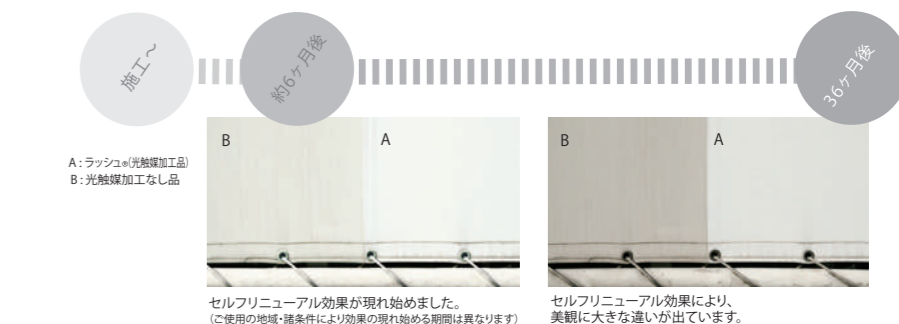 施工〜
約6ヶ月後
36ヶ月後
A：ラッシュ®(光触媒加工品)
B：光触媒加工なし品
B
A
B
A
セルフリニューアル効果が現れ始めました。
(ご使用の地域・諸条件により効果の現れ始める期間は異なります)
セルフリニューアル効果により、
美観に大きな違いが出ています。